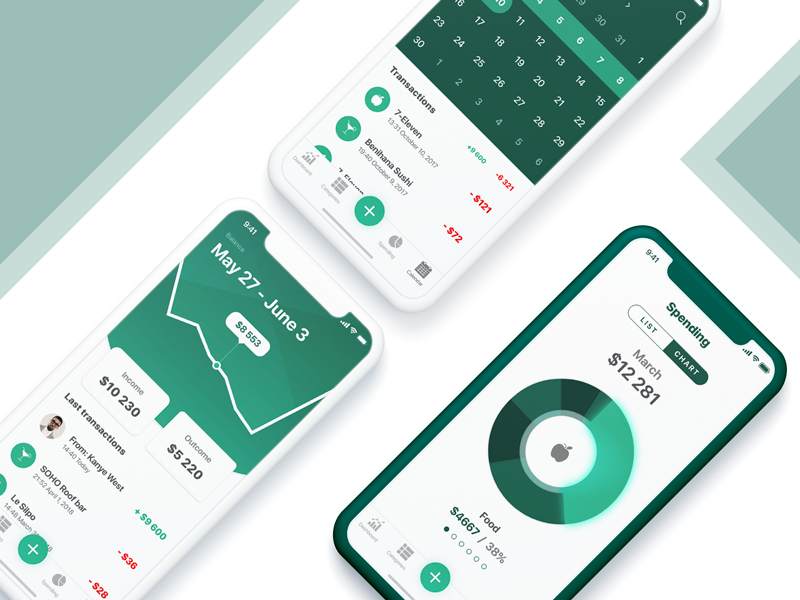 29 30 31 1
16 10 4 5 6 7 8
23 17 11 12 13 14 15
30 24 18 19 20 21 22
1 25 26 27 28 29
2 3 4 5 6
Transactions
+9 600
-6 321
7-Eleven
13:31 October 10, 2017
- $121
Benihana Sushi
19:40 October 9, 2017
- $72
Dashboard
Categories
Spending
Calendar
9:41
Balance
May 27 - June 3
$8 553
Income
$10 230
Outcome
$5 220
Last transactions
From: Kanye West
14:40 Today
+ $9 600
SOHO Roof bar
21:52 April 1, 2018
- $36
Le Silpo
- $28
Spending
9:41
Spending
LIST
CHART
March
$12 281
Food
$4667 / 38%
Dashboard
Categories